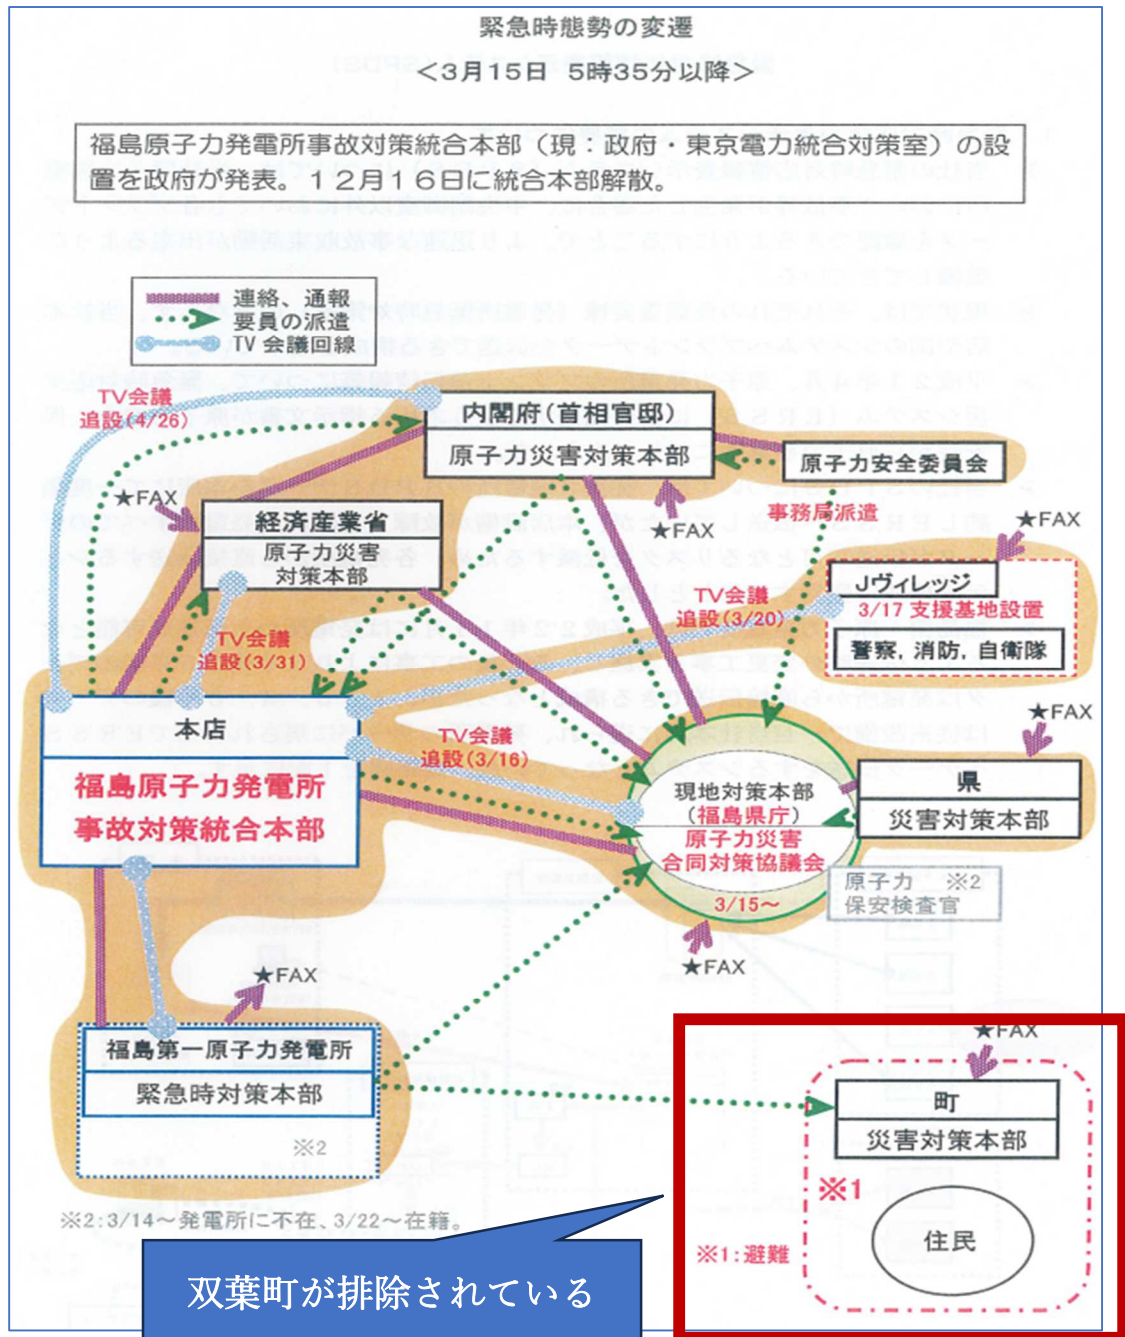 緊急時態勢の変遷
＜3月15日 5時35分以降＞
福島原子力発電所事故対策統合本部（現：政府・東京電力統合対策室）の設
置を政府が発表。１２月１６日に統合本部解散。
連絡、通報
要員の派遣
TV 会議回線
TV会議
追設(4/26)
内閣府(首相官邸)
原子力災害対策本部
原子力安全委員会
★FAX
経済産業省
原子力災害
対策本部
★FAX
事務局派遣
★FAX
Jヴィレッジ
3/17 支援基地設置
警察, 消防, 自衛隊
TV会議
追設(3/20)
TV会議
追設(3/31)
本店
福島原子力発電所
事故対策統合本部
TV会議
追設(3/16)
★FAX
現地対策本部
(福島県庁)
原子力災害
合同対策協議会
3/15～
県
災害対策本部
原子力 ※2
保安検査官
★FAX
★FAX
福島第一原子力発電所
緊急時対策本部
※2
★FAX
町
災害対策本部
※1
住民
※1:避難
※2:3/14～発電所に不在、3/22～在籍。
双葉町が排除されている